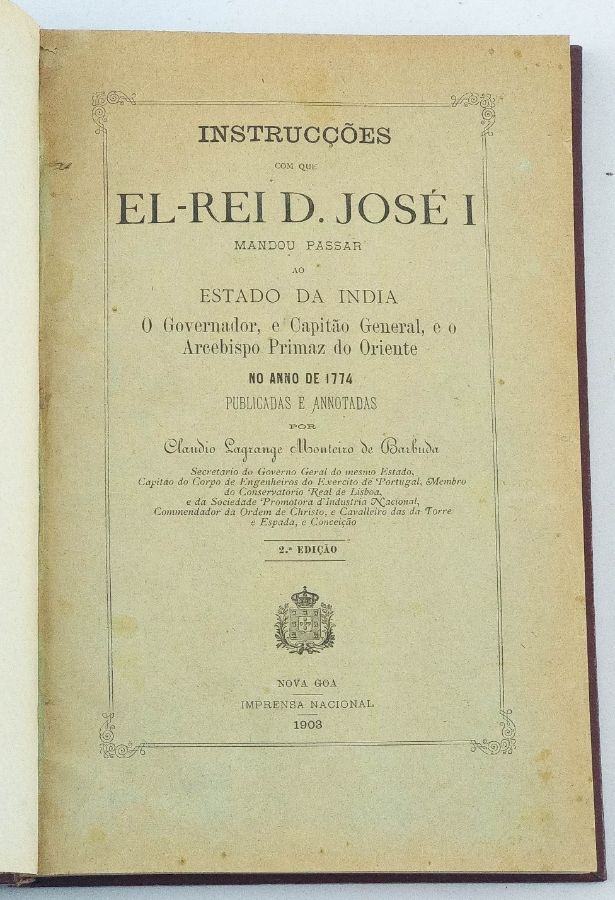 INSTRUCÇÕES
COM QUE
EL-REI D. JOSÉ I
MANDOU PASSAR
AO
ESTADO DA INDIA
O Governador, e Capitão General, e o
Arcebispo Primaz do Oriente
NO ANNO DE 1774
PUBLICADAS E ANNOTADAS
POR
Claudio Lagrange Monteiro de Barbuda
Secretario do Governo Geral do mesmo Estado,
Capitão do Corpo de Engenheiros do Exercito de Portugal, Membro
do Conservatorio Real de Lisboa,
e da Sociedade Promotora d'Industria Nacional,
Commendador da Ordem de Christo, e Cavalleiro das da Torre
e Espada, e Conceição
2.ª EDIÇÃO
NOVA GOA
IMPRENSA NACIONAL
1903